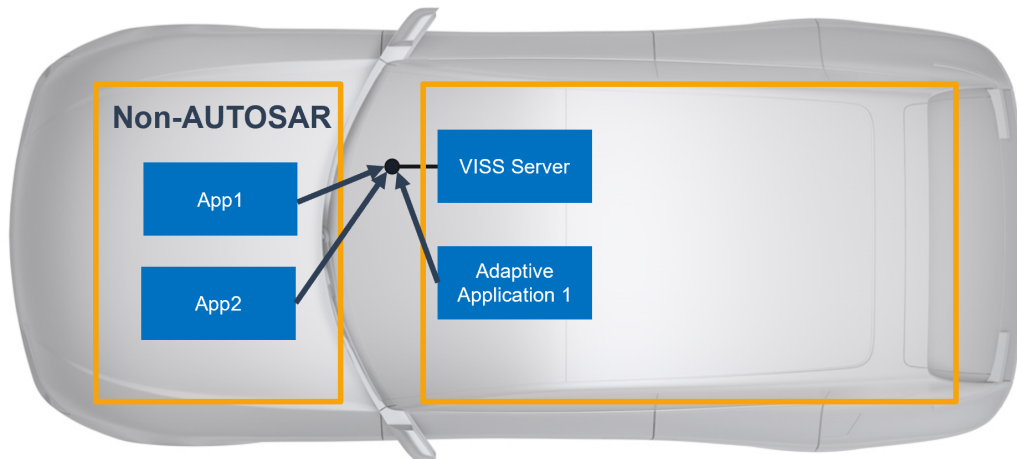 Non-AUTOSAR
App1
App2
VISS Server
Adaptive
Application 1